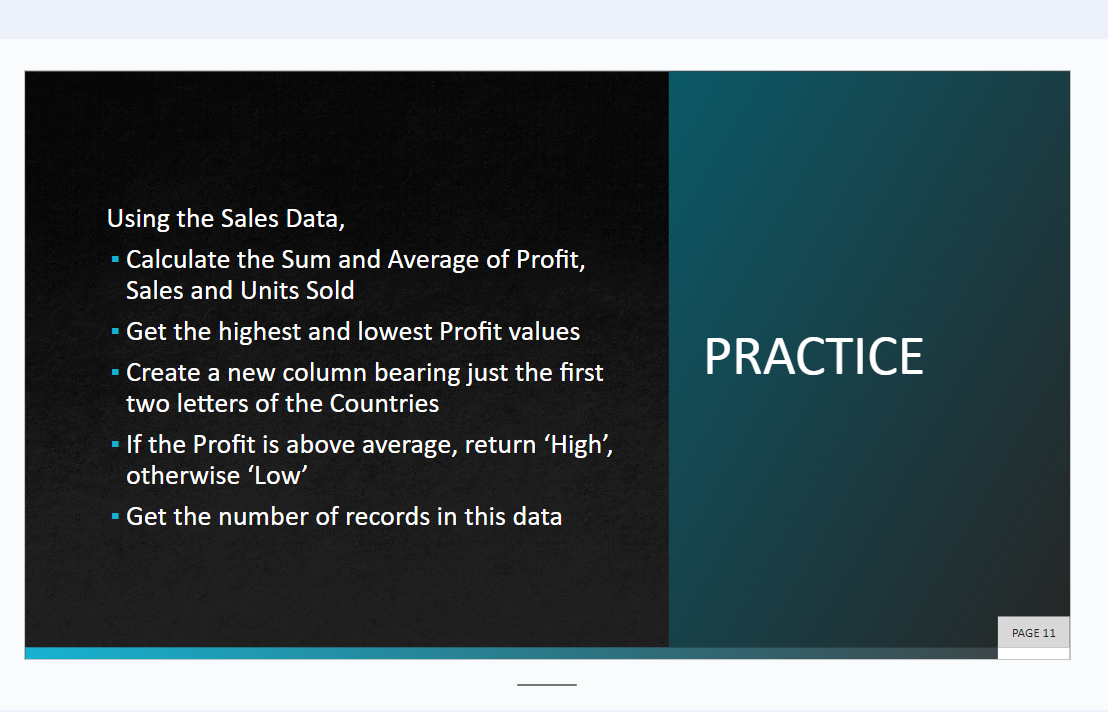 Using the Sales Data,
▪ Calculate the Sum and Average of Profit,
Sales and Units Sold
▪ Get the highest and lowest Profit values
▪ Create a new column bearing just the first
two letters of the Countries
▪ If the Profit is above average, return ‘High’,
otherwise ‘Low’
▪ Get the number of records in this data
PRACTICE
PAGE 11